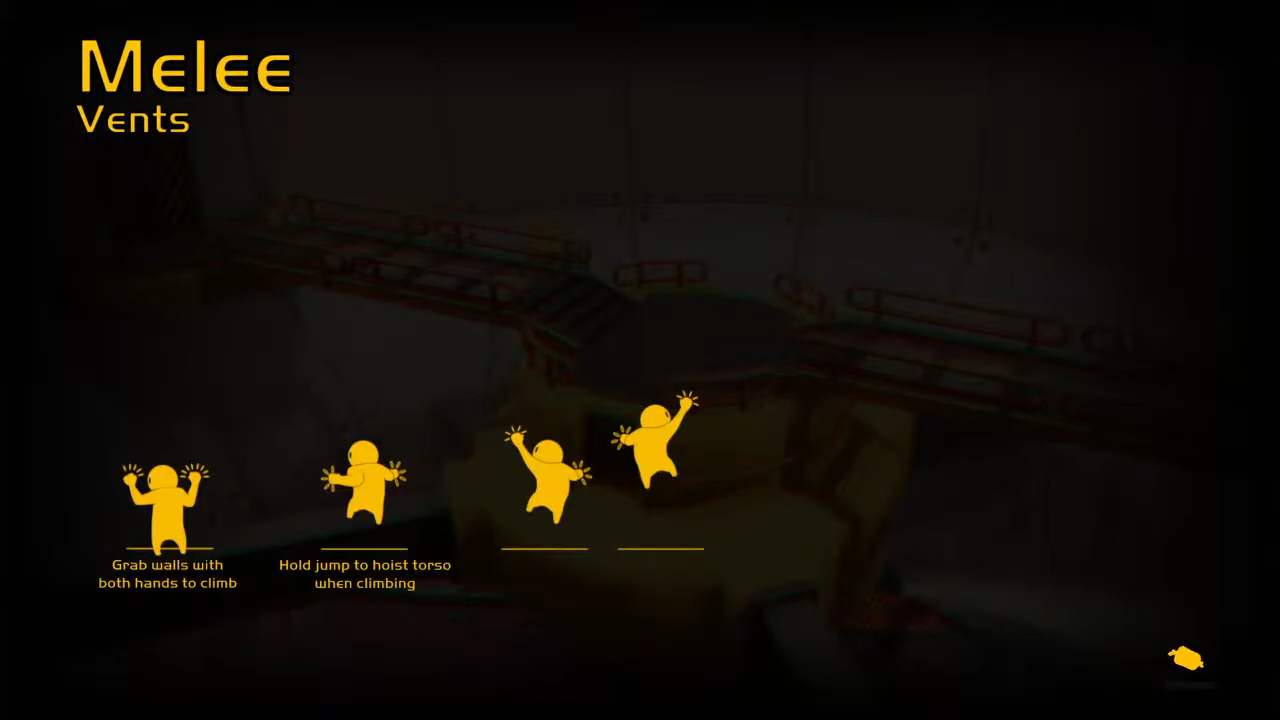 Melee
Vents
Grab walls with
both hands to climb
Hold jump to hoist torso
when climbing